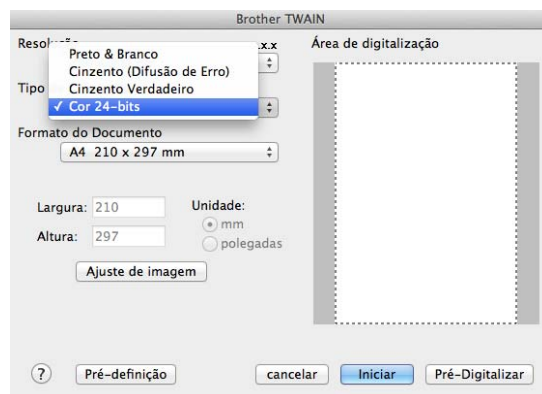 Brother TWAIN
x.x.x
Área de digitalização
Preto & Branco
Cinzento (Difusão de Erro)
Cinzento Verdadeiro
Tipo
✓ Cor 24-bits
Formato do Documento
A4 210 x 297 mm
Largura: 210
Unidade:
mm
Altura: 297
polegadas
Ajuste de imagem
?
Pré-definição
cancelar
Iniciar
Pré-Digitalizar